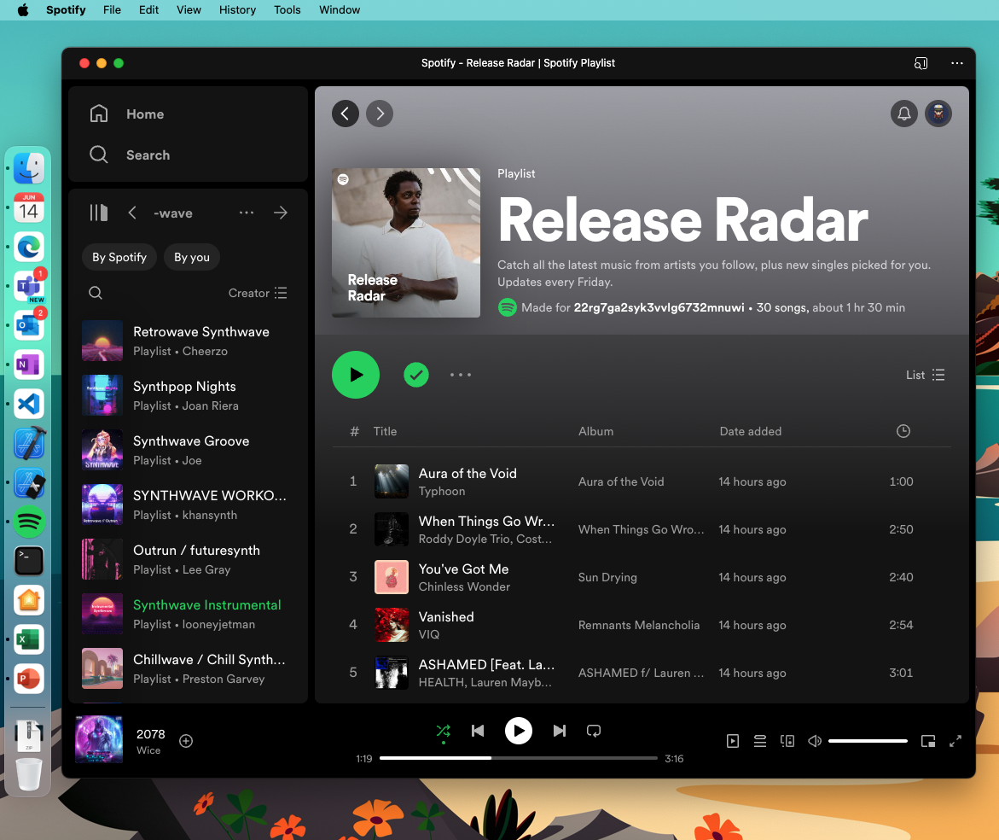 Spotify File Edit View History Tools Window
Spotify - Release Radar | Spotify Playlist
Home
Search
-wave
By Spotify By you
Creator
Retrowave Synthwave
Playlist • Cheerzo
Synthpop Nights
Playlist • Joan Riera
Synthwave Groove
Playlist • Joe
SYNTHWAVE
SYNTHWAVE WORKO...
Playlist • khansynth
Retrowave // Outrun
Outrun / futuresynth
Playlist • Lee Gray
Synthwave Instrumental
Playlist • looneyjetman
Instrumental
Synthwave
Chillwave / Chill Synth...
Playlist • Preston Garvey
Release
Radar
Playlist
Release Radar
Catch all the latest music from artists you follow, plus new singles picked for you.
Updates every Friday.
Made for 22rg7ga2syk3vvlg6732mnuwi • 30 songs, about 1 hr 30 min
List
# Title Album Date added
1 Aura of the Void Aura of the Void 14 hours ago 1:00
Typhoon
2 When Things Go Wr... When Things Go Wro... 14 hours ago 2:50
Roddy Doyle Trio, Cost...
3 You've Got Me Sun Drying 14 hours ago 2:40
Chinless Wonder
4 Vanished Remnants Melancholia 14 hours ago 2:54
VIQ
5 ASHAMED [Feat. La... ASHAMED f/ Lauren ... 14 hours ago 3:01
HEALTH, Lauren Mayb...
2078
Wice
1:19 3:16
JUN
14
1
T
NEW
2
O
N
>_
X
P
ZIP